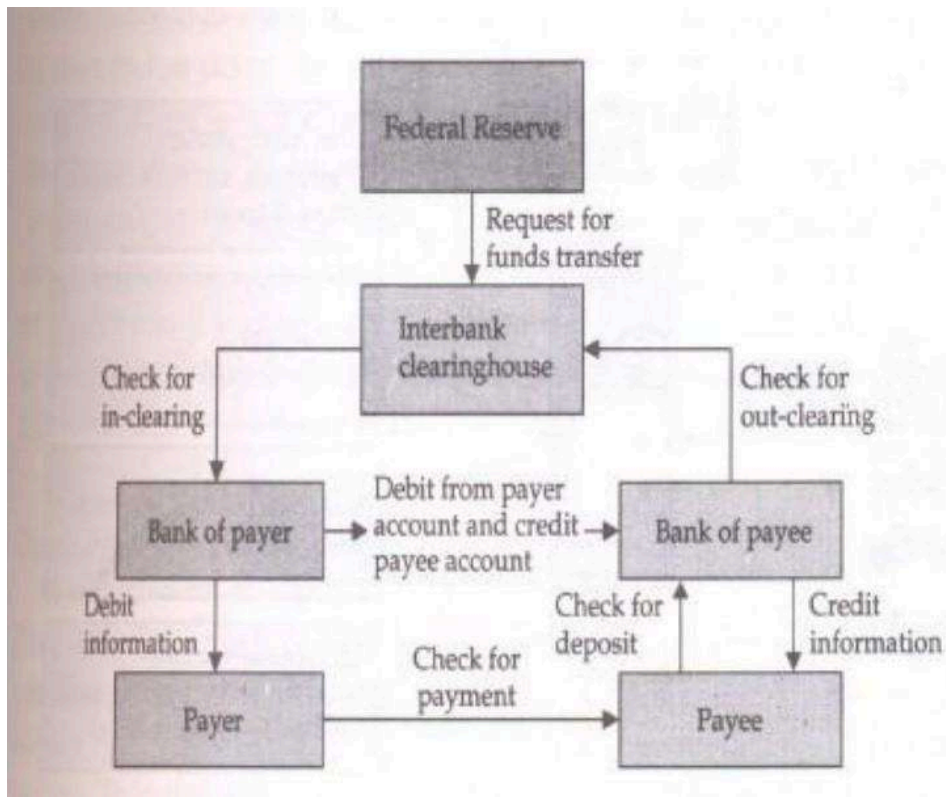 Federal Reserve
Request for
funds transfer
Interbank
clearinghouse
Check for
in-clearing
Check for
out-clearing
Bank of payer
Debit from payer
account and credit
payee account
Bank of payee
Debit
information
Check for
deposit
Credit
information
Check for
payment
Payer
Payee